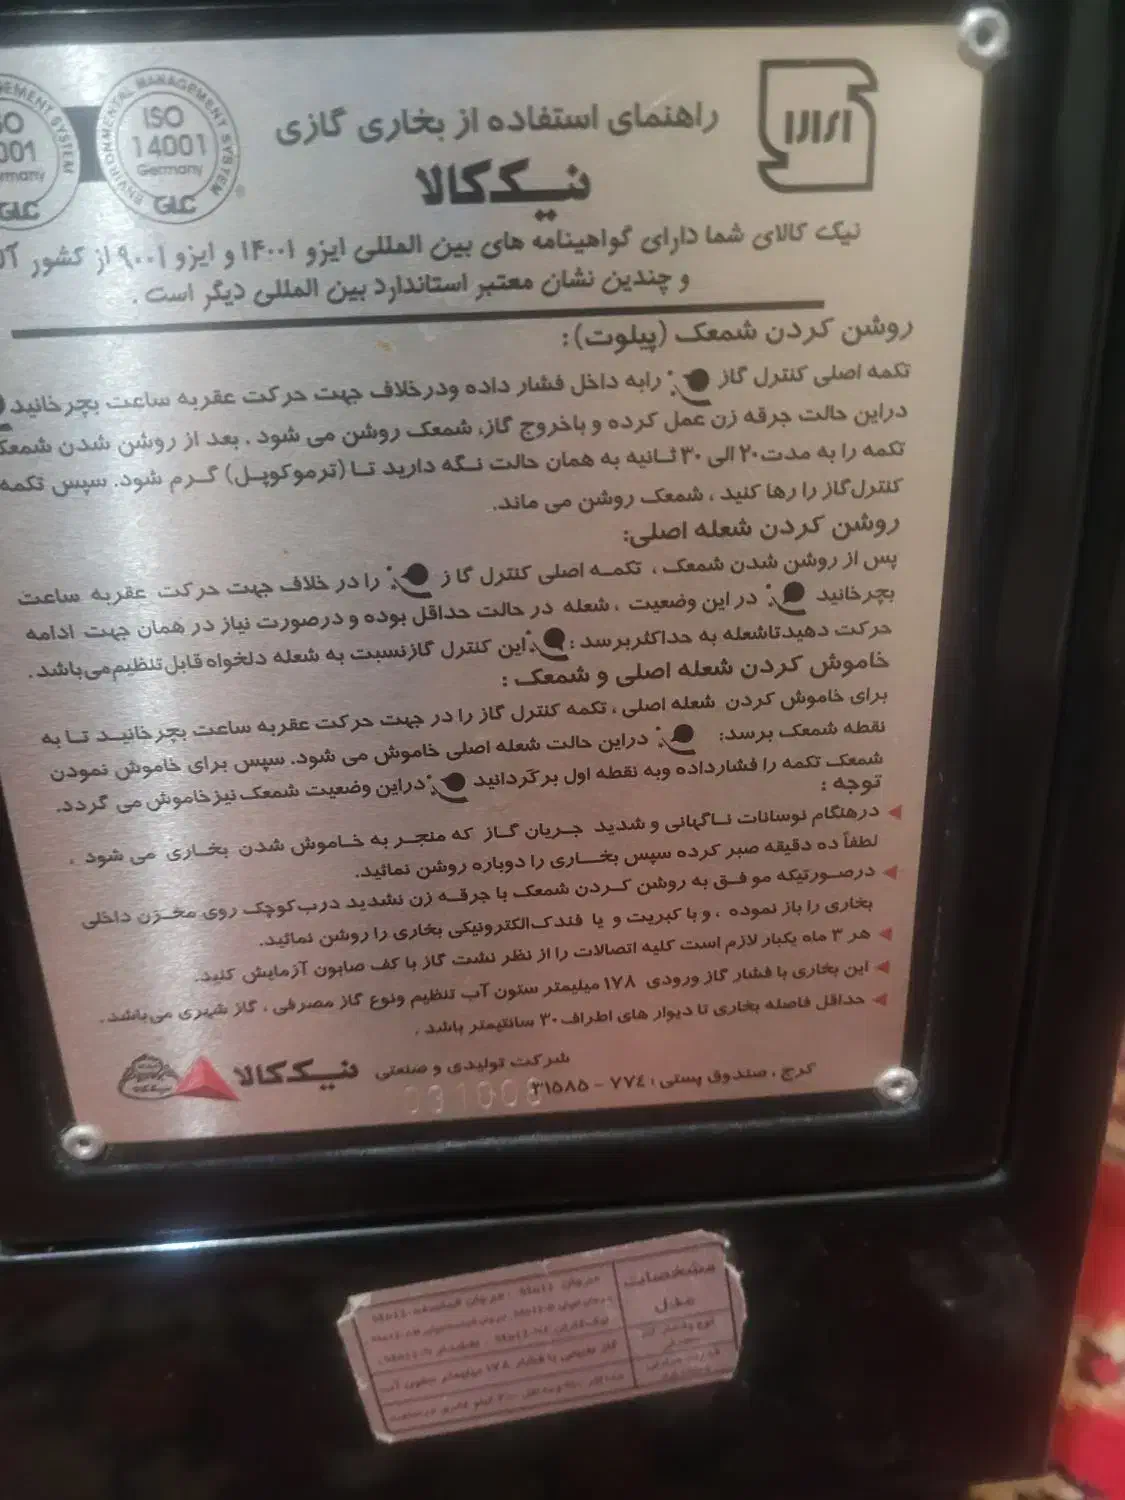 ISO
14001
Germany
GLC
ENVIRONMENTAL MANAGEMENT SYSTEM
راهنمای استفاده از بخاری گازی
نیک کالا
نیک کالای شما دارای گواهینامه های بین المللی ایزو ۱۴۰۰۱ و ایزو ۹۰۰۱ از کشور
و چندین نشان معتبر استاندارد بین المللی دیگر است .
روشن کردن شمعک (پیلوت):
تکمه اصلی کنترل گاز رابه داخل فشار داده ودرخلاف جهت حرکت عقربه ساعت بچرخانید
دراین حالت جرقه زن عمل کرده و باخروج گاز، شمعک روشن می شود . بعد از روشن شدن شمعک
تکمه را به مدت ۲۰ الی ۳۰ ثانیه به همان حالت نگه دارید تا (ترموکوپل) گرم شود. سپس تکمه
کنترل گاز را رها کنید ، شمعک روشن می ماند.
روشن کردن شعله اصلی:
پس از روشن شدن شمعک ، تکمه اصلی کنترل گاز را در خلاف جهت حرکت عقربه ساعت
بچرخانید در این وضعیت ، شعله در حالت حداقل بوده و درصورت نیاز در همان جهت ادامه
حرکت دهیدتاشعله به حداکثربرسد : این کنترل گازنسبت به شعله دلخواه قابل تنظیم می باشد .
خاموش کردن شعله اصلی و شمعک :
برای خاموش کردن شعله اصلی ، تکمه کنترل گاز را در جهت حرکت عقربه ساعت بچرخانید تا به
نقطه شمعک برسد: دراین حالت شعله اصلی خاموش می شود. سپس برای خاموش نمودن
شمعک تکمه را فشارداده وبه نقطه اول برگردانید دراین وضعیت شمعک نیزخاموش می گردد.
توجه :
درهنگام نوسانات ناگهانی و شدید جریان گاز که منجر به خاموش شدن بخاری می شود ،
لطفاً ده دقیقه صبر کرده سپس بخاری را دوباره روشن نمائید.
درصورتیکه موفق به روشن کردن شمعک با جرقه زن نشدید درب کوچک روی مخزن داخلی
بخاری را باز نموده ، و با کبریت و یا فندک الکترونیکی بخاری را روشن نمائید.
هر ۳ ماه یکبار لازم است کلیه اتصالات را از نظر نشت گاز با کف صابون آزمایش کنید.
این بخاری با فشار گاز ورودی ۱۷۸ میلیمتر ستون آب تنظیم ونوع گاز مصرفی ، گاز شهری می باشد .
حداقل فاصله بخاری تا دیوار های اطراف ۳۰ سانتیمتر باشد .
شرکت تولیدی و صنعتی نیک کالا
کرج ، صندوق پستی : ۷۷۴ - ۳۱۵۸۵
مشخصات
مدل